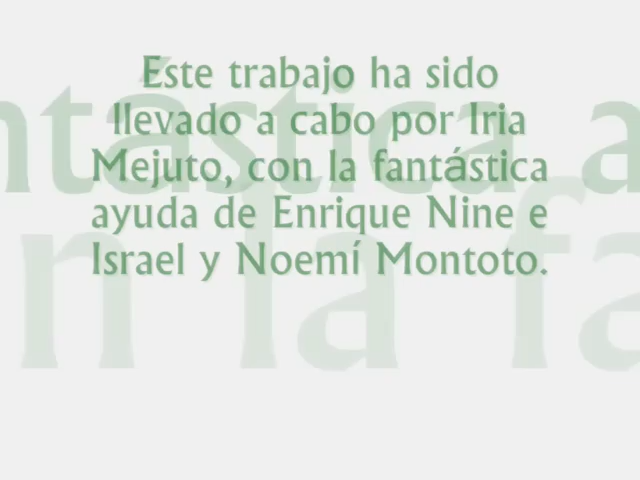 Este trabajo ha sido
llevado a cabo por Iria
Mejuto, con la fantástica
ayuda de Enrique Nine e
Israel y Noemí Montoto.